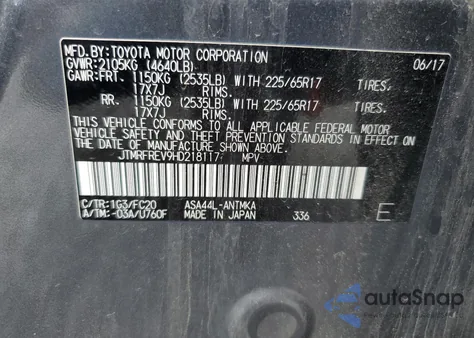 MFD.BY:TOYOTA MOTOR CORPORATION 06/17
GVWR:2105KG (4640LB)
GAWR:FRT. 1150KG (2535LB) WITH 225/65R17 TIRES,
17X7J RIMS.
RR. 1150KG (2535LB) WITH 225/65R17 TIRES,
17X7J RIMS.
THIS VEHICLE CONFORMS TO ALL APPLICABLE FEDERAL MOTOR
VEHICLE SAFETY AND THEFT PREVENTION STANDARDS IN EFFECT ON
THE DATE OF MANUFACTURE SHOWN ABOVE.
JTMRFREV9HD218117 MPV
C/TR:1G3/FC20 ASA44L-ANTMKA
A/TM:-03A/U760F MADE IN JAPAN 336 E
autoSnap
Powered by AutoAstat